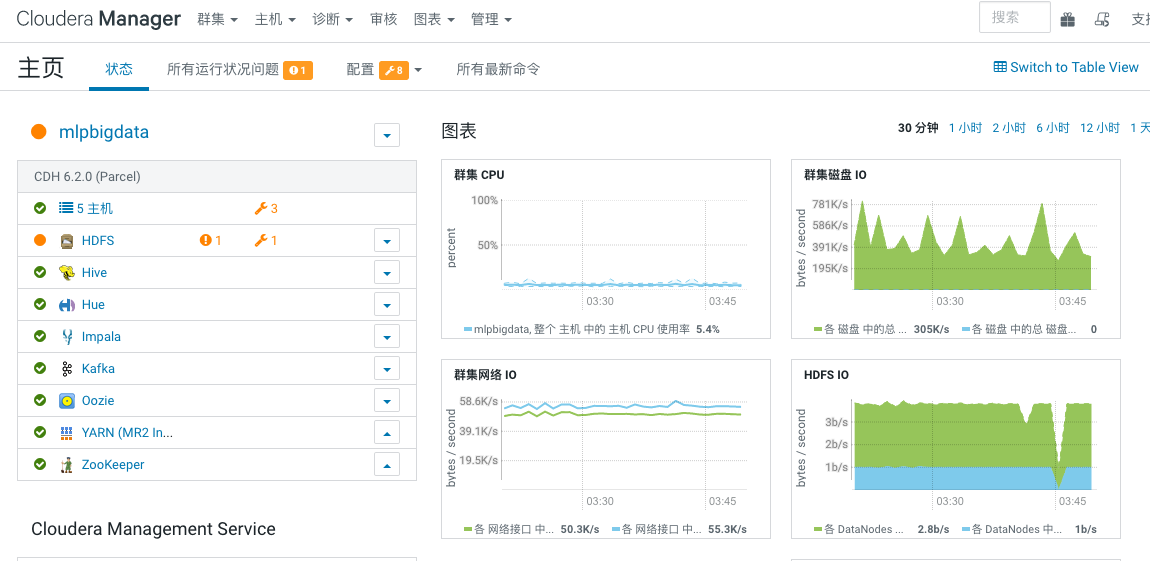 Cloudera Manager 群集 主机 诊断 审核 图表 管理 搜索
主页 状态 所有运行状况问题 1 配置 8 所有最新命令 Switch to Table View
mlpbigdata
CDH 6.2.0 (Parcel)
5 主机 3
HDFS 1 1
Hive
Hue
Impala
Kafka
Oozie
YARN (MR2 In...
ZooKeeper
Cloudera Management Service
图表 30 分钟 1 小时 2 小时 6 小时 12 小时 1 天
群集 CPU
percent
100%
50%
03:30 03:45
mlpbigdata, 整个 主机 中的 主机 CPU 使用率 5.4%
群集磁盘 IO
bytes / second
781K/s
586K/s
391K/s
195K/s
03:30 03:45
各 磁盘 中的总 ... 305K/s 各 磁盘 中的总 磁盘... 0
群集网络 IO
bytes / second
58.6K/s
39.1K/s
19.5K/s
03:30 03:45
各 网络接口 中... 50.3K/s 各 网络接口 中... 55.3K/s
HDFS IO
bytes / second
3b/s
2b/s
1b/s
03:30 03:45
各 DataNodes ... 2.8b/s 各 DataNodes 中... 1b/s